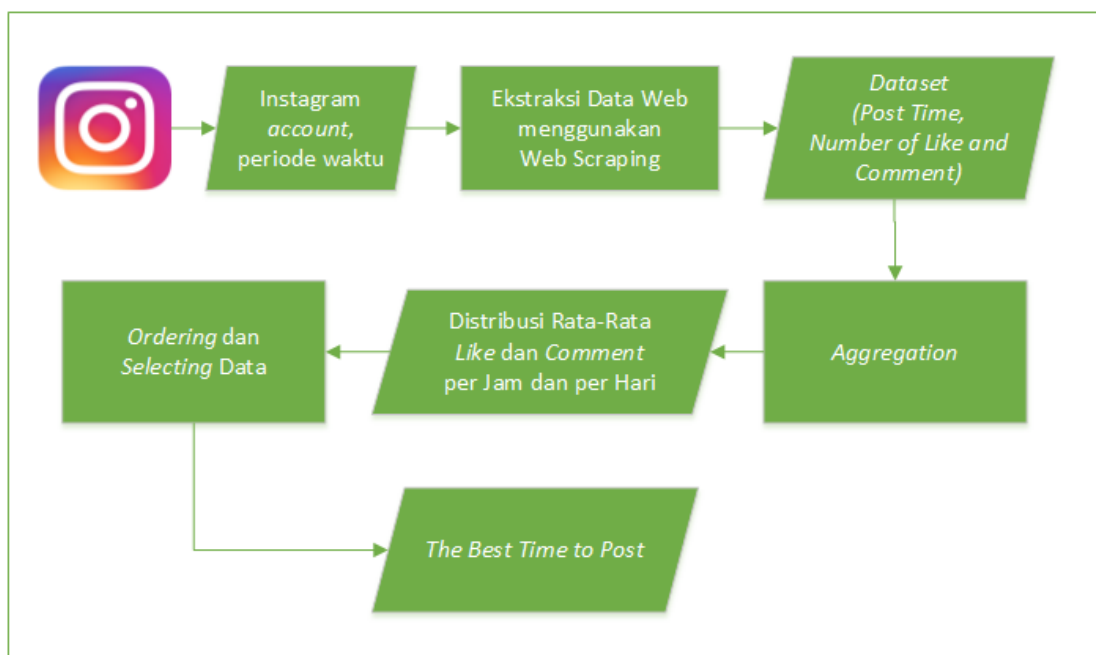 Instagram
account,
periode waktu
Ekstraksi Data Web
menggunakan
Web Scraping
Dataset
(Post Time,
Number of Like and
Comment)
Aggregation
Distribusi Rata-Rata
Like dan Comment
per Jam dan per Hari
Ordering dan
Selecting Data
The Best Time to Post